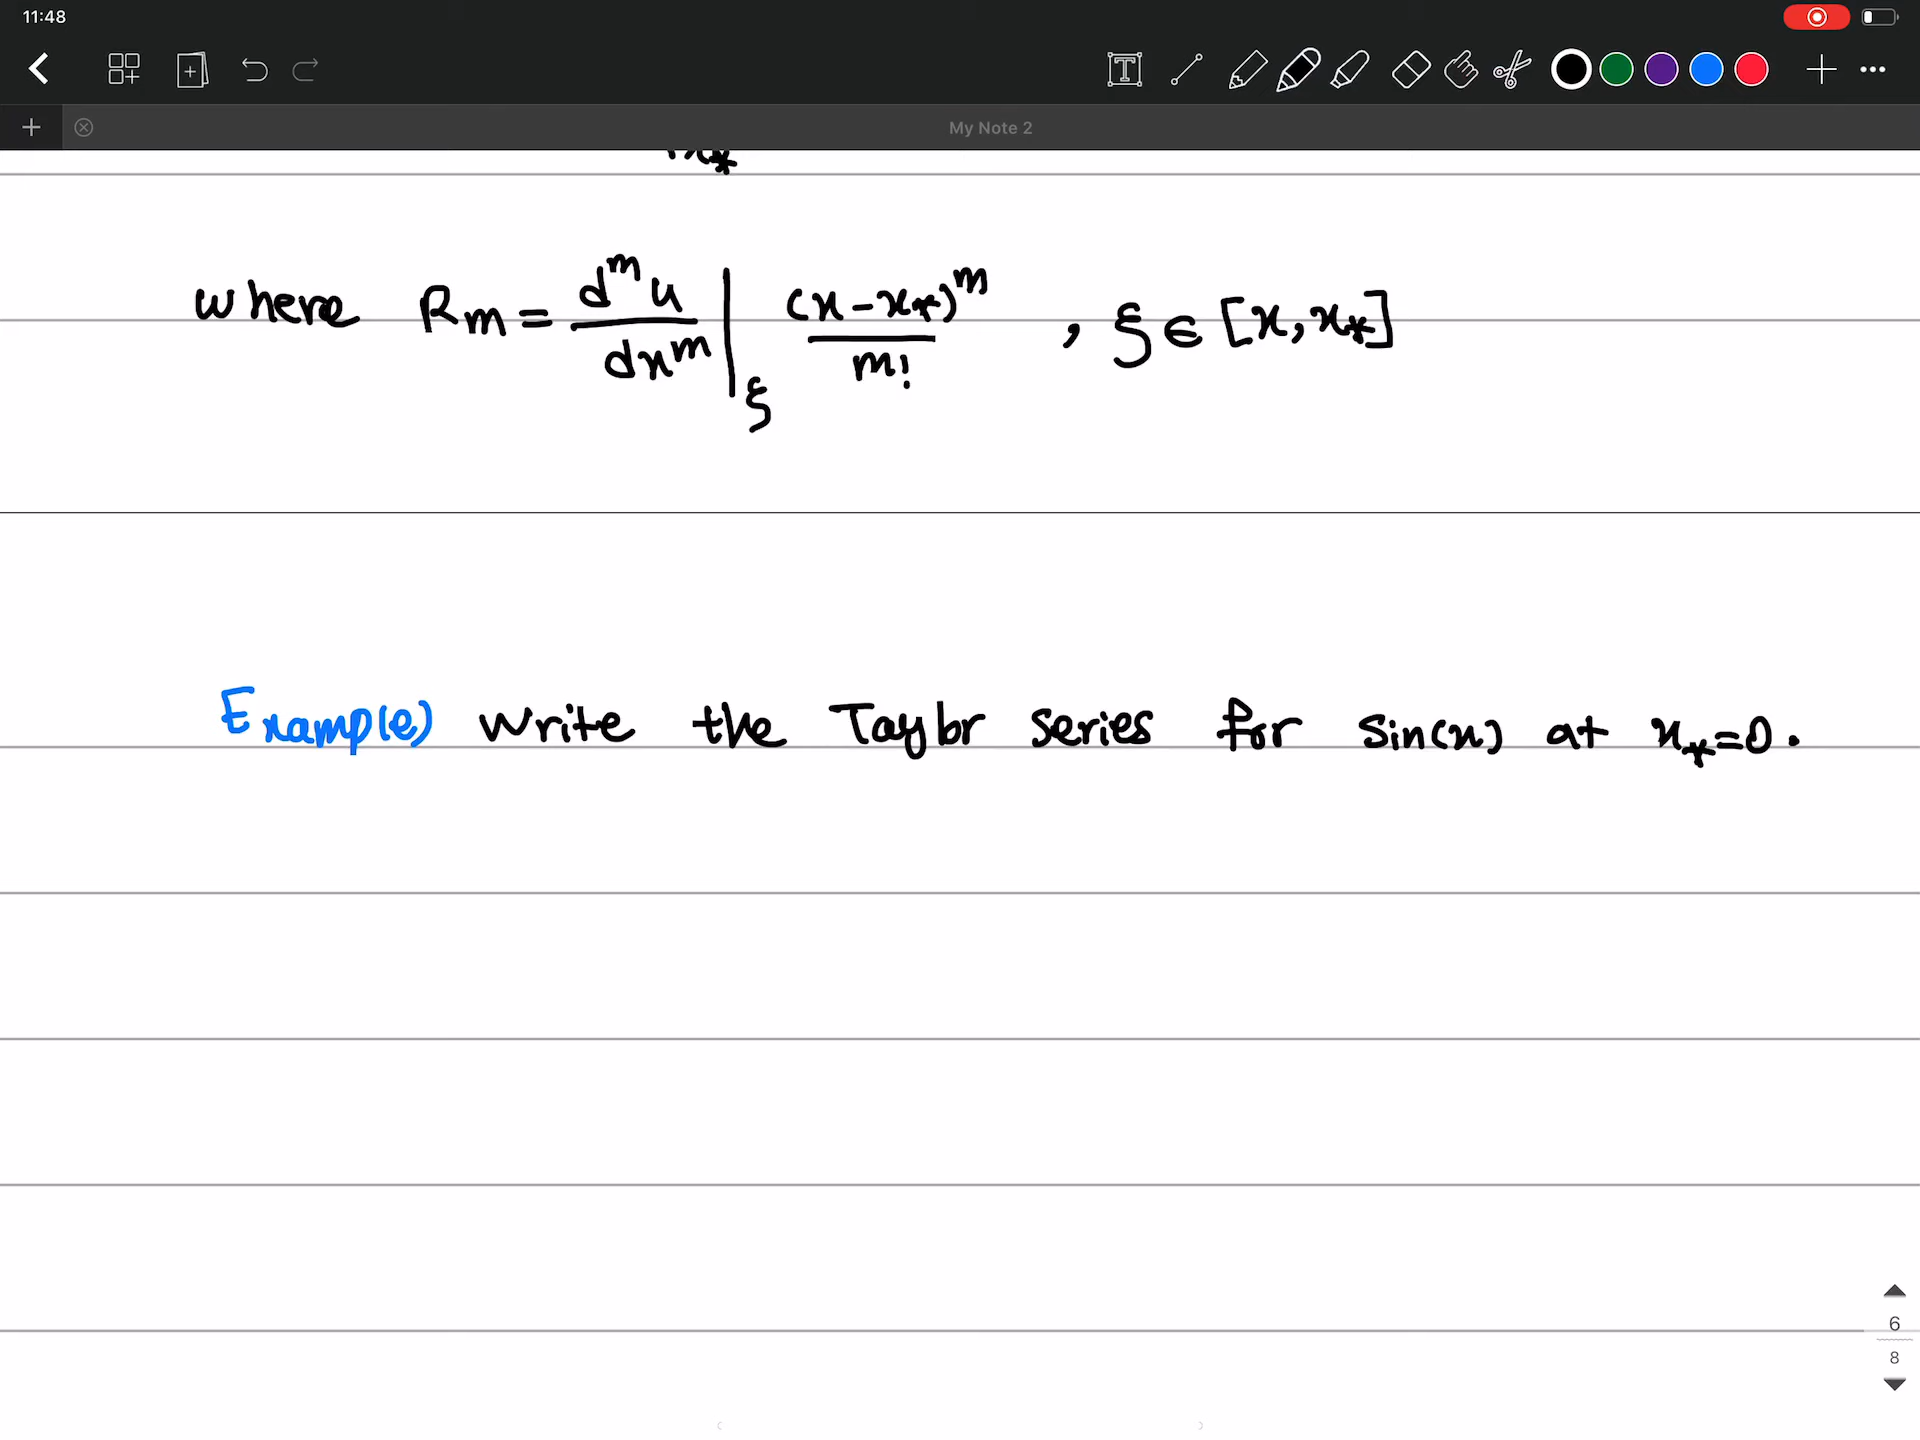 11:48
My Note 2
where Rm = d^m u / dx^m |_ξ (x-x*)^m / m! , ξ ∈ [x, x*]
Example) Write the Taylor series for sin(x) at x*=0.
6
8